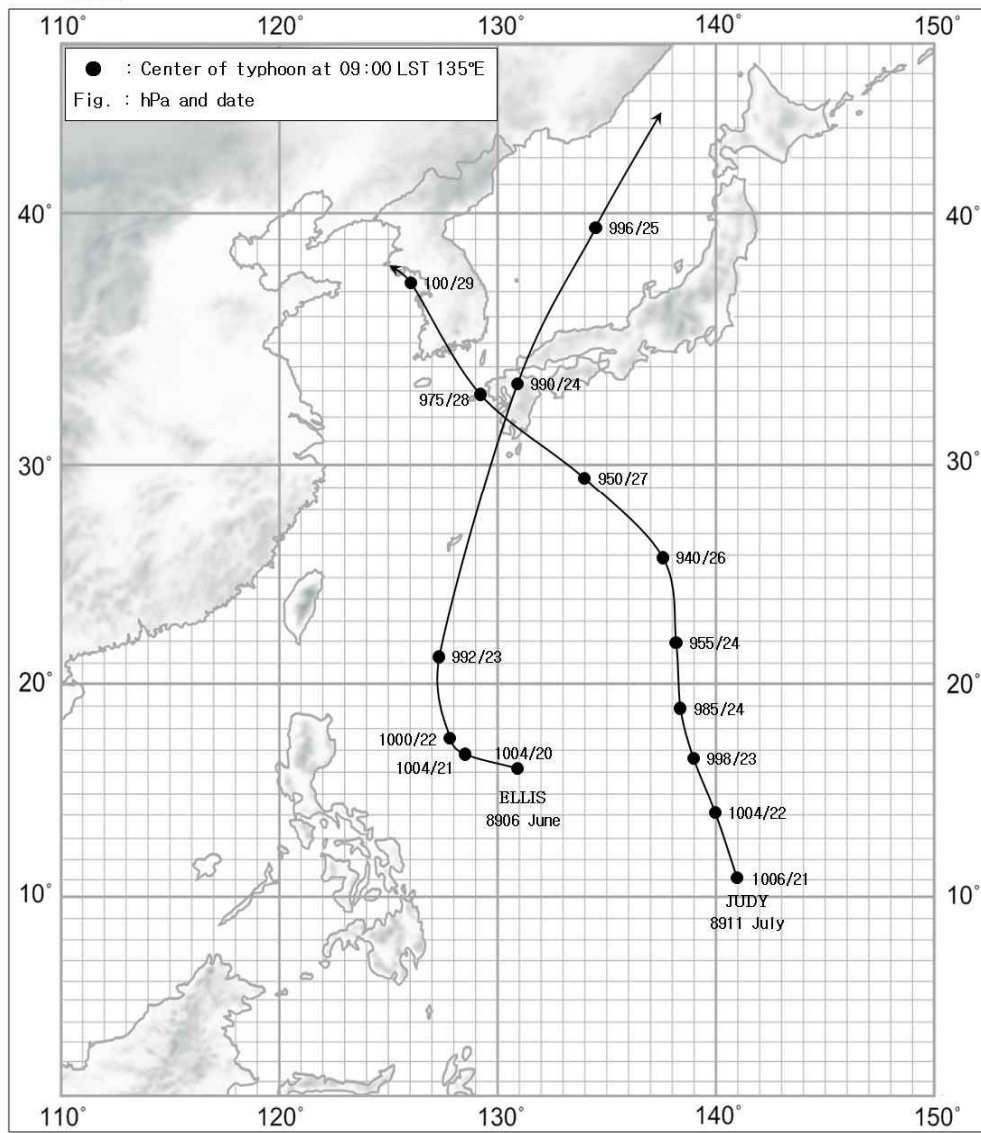 110° 120° 130° 140° 150°
● : Center of typhoon at 09:00 LST 135°E
Fig. : hPa and date
40° 40°
996/25
100/29
990/24
975/28
30° 30°
950/27
940/26
955/24
992/23
20° 20°
985/24
1000/22
1004/21
1004/20
998/23
ELLIS
8906 June
1004/22
1006/21
10° 10°
JUDY
8911 July
110° 120° 130° 140° 150°